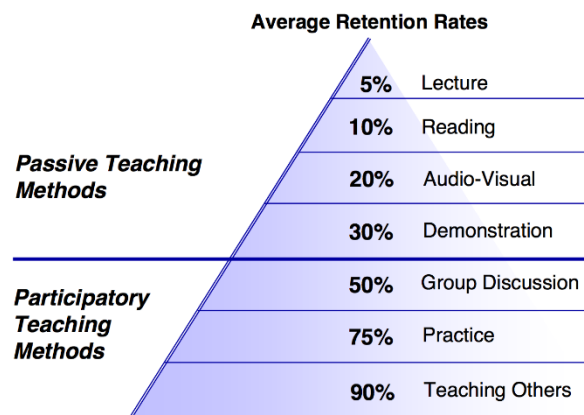 Average Retention Rates
5% Lecture
10% Reading
Passive Teaching
Methods
20% Audio-Visual
30% Demonstration
50% Group Discussion
Participatory
Teaching
Methods
75% Practice
90% Teaching Others